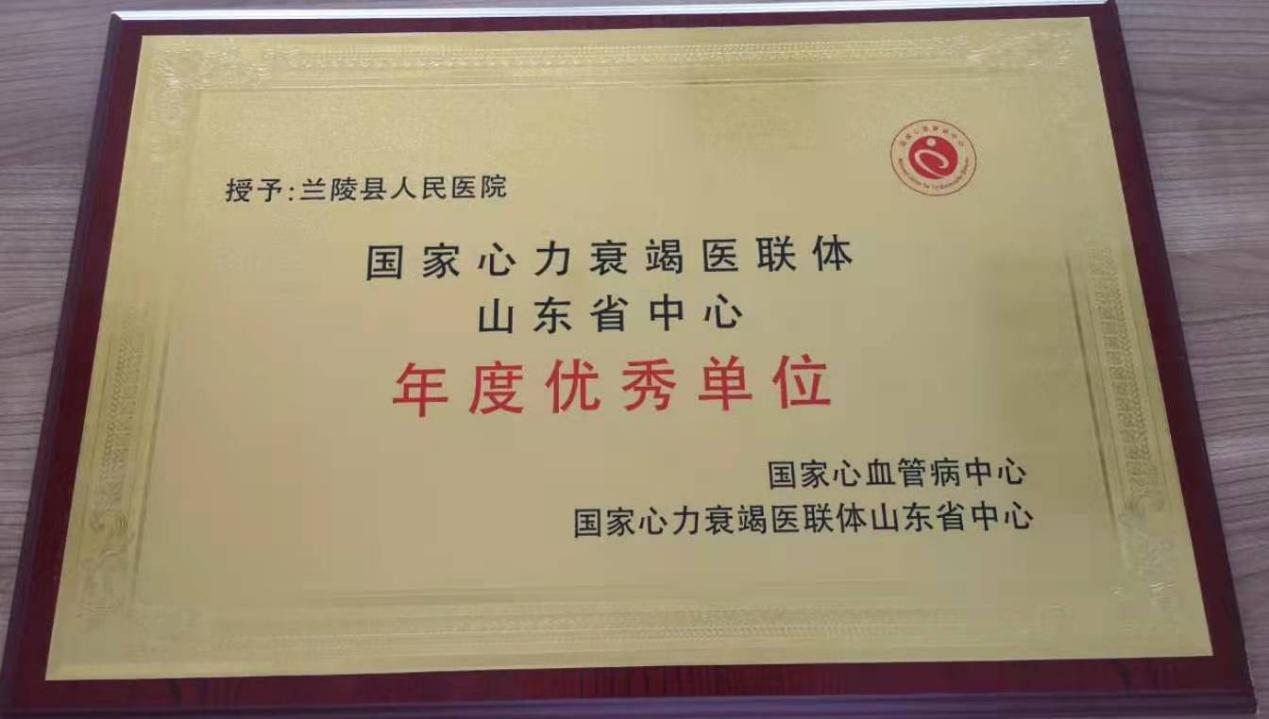 授予:兰陵县人民医院
国家心力衰竭医联体
山东省中心
年度优秀单位
国家心血管病中心
国家心力衰竭医联体山东省中心